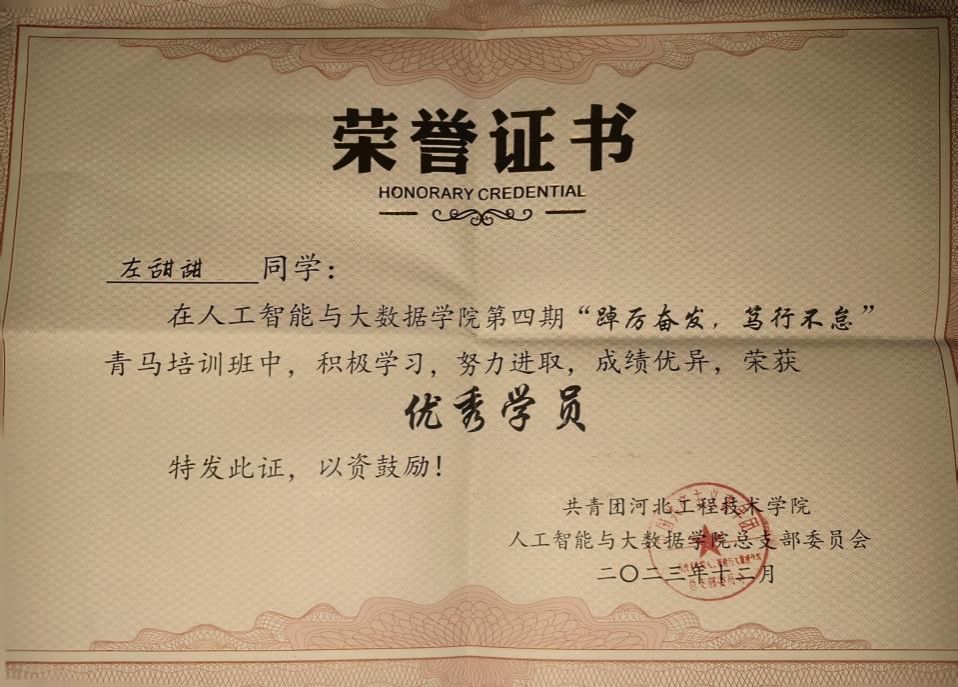 荣誉证书
HONORARY CREDENTIAL
左甜甜 同学：
在人工智能与大数据学院第四期“踔厉奋发，笃行不怠”
青马培训班中，积极学习，努力进取，成绩优异，荣获
优秀学员
特发此证，以资鼓励！
共青团河北工程技术学院
人工智能与大数据学院总支部委员会
二〇二三年十二月